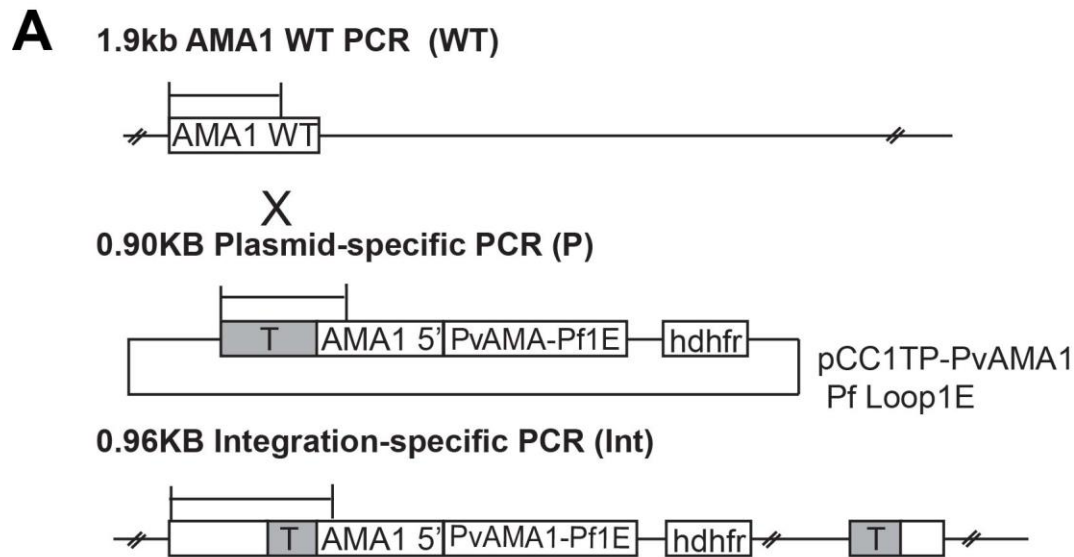 A
1.9kb AMA1 WT PCR (WT)
AMA1 WT
X
0.90KB Plasmid-specific PCR (P)
T AMA1 5' PvAMA-Pf1E hdhfr
pCC1TP-PvAMA1
Pf Loop1E
0.96KB Integration-specific PCR (Int)
T AMA1 5' PvAMA1-Pf1E hdhfr T